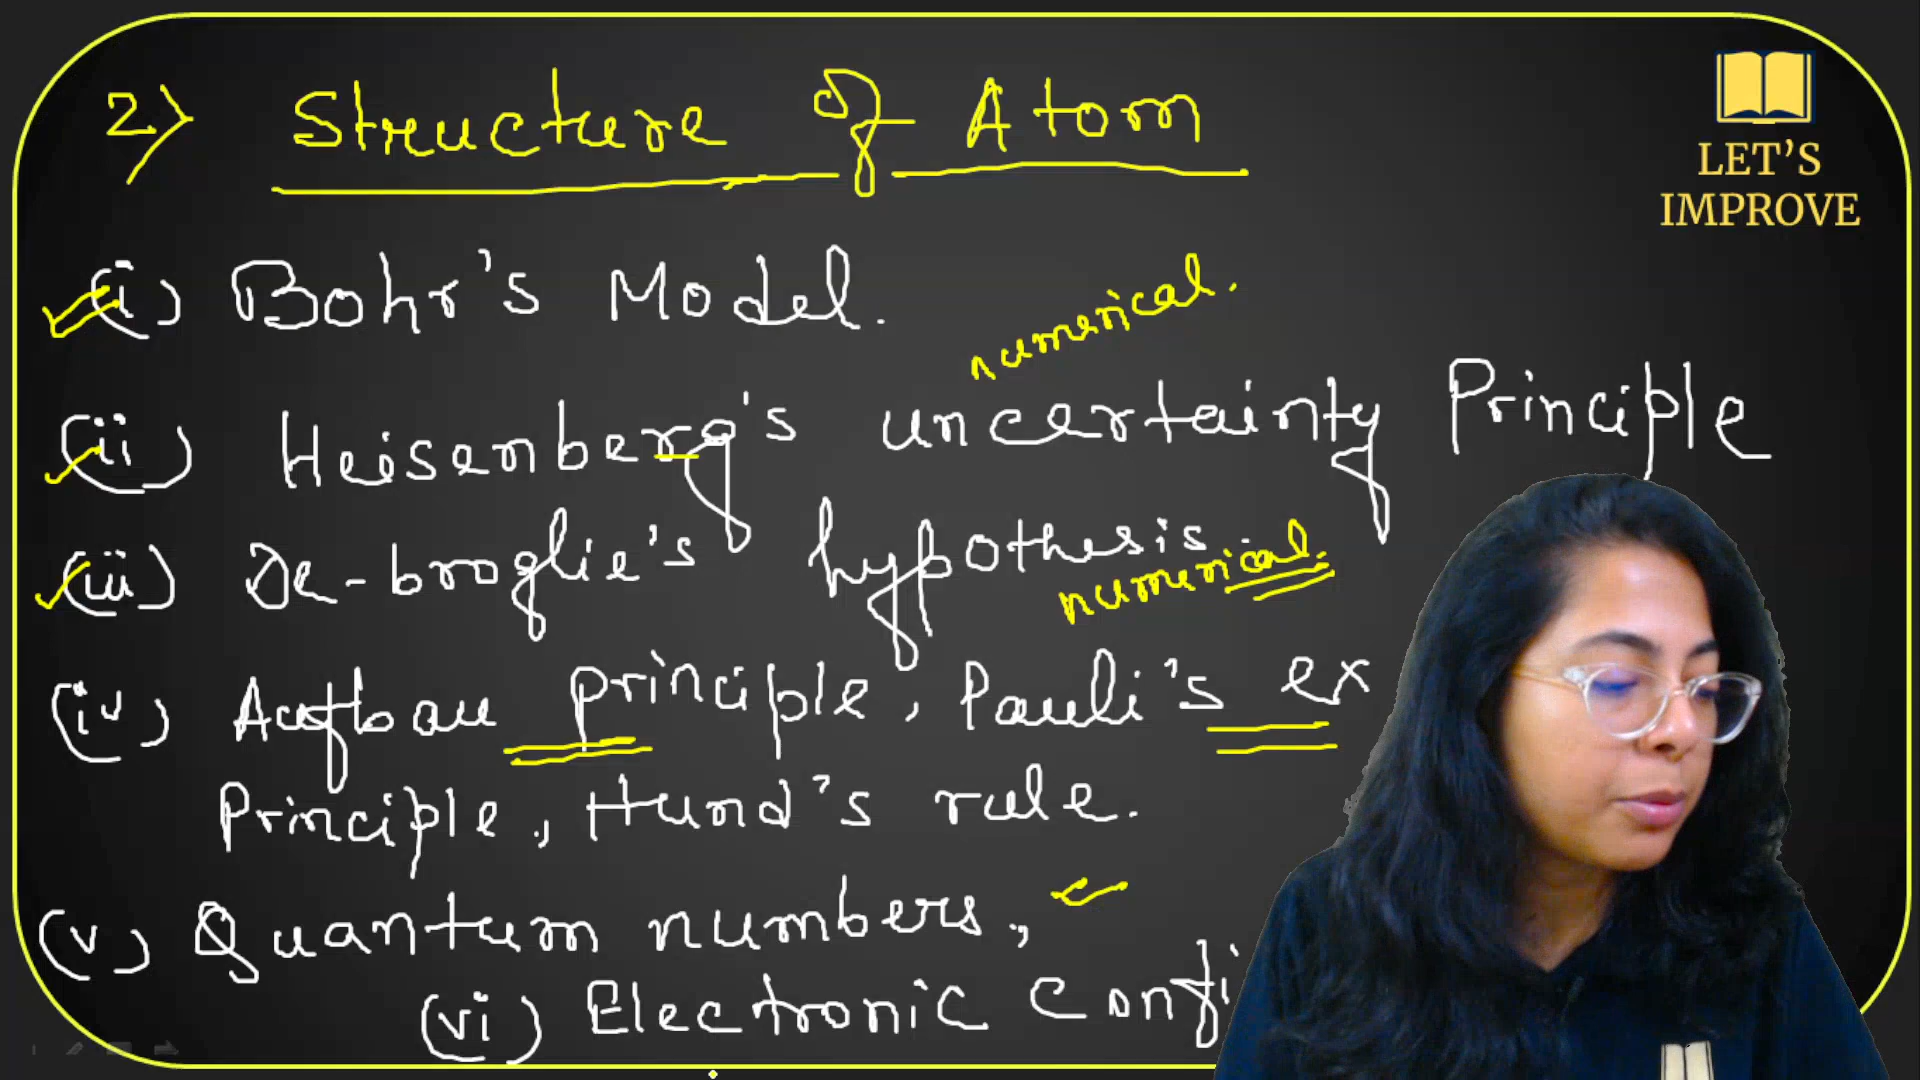 2) Structure of Atom
LET'S
IMPROVE
(i) Bohr's Model.
numerical.
(ii) Heisenberg's uncertainty Principle
(iii) De-broglie's hypothesis.
numerical.
(iv) Aufbau principle, Pauli's ex
Principle, Hund's rule.
(v) Quantum numbers,
(vi) Electronic Confi